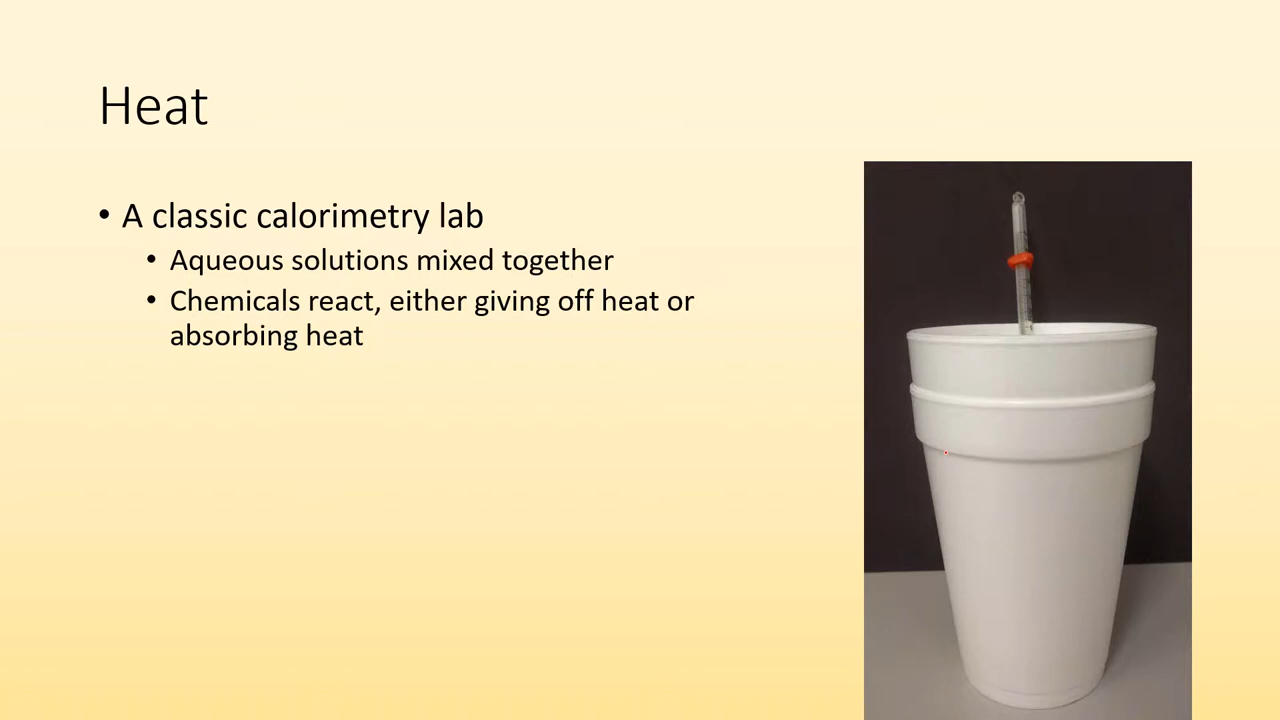 Heat
• A classic calorimetry lab
• Aqueous solutions mixed together
• Chemicals react, either giving off heat or
absorbing heat